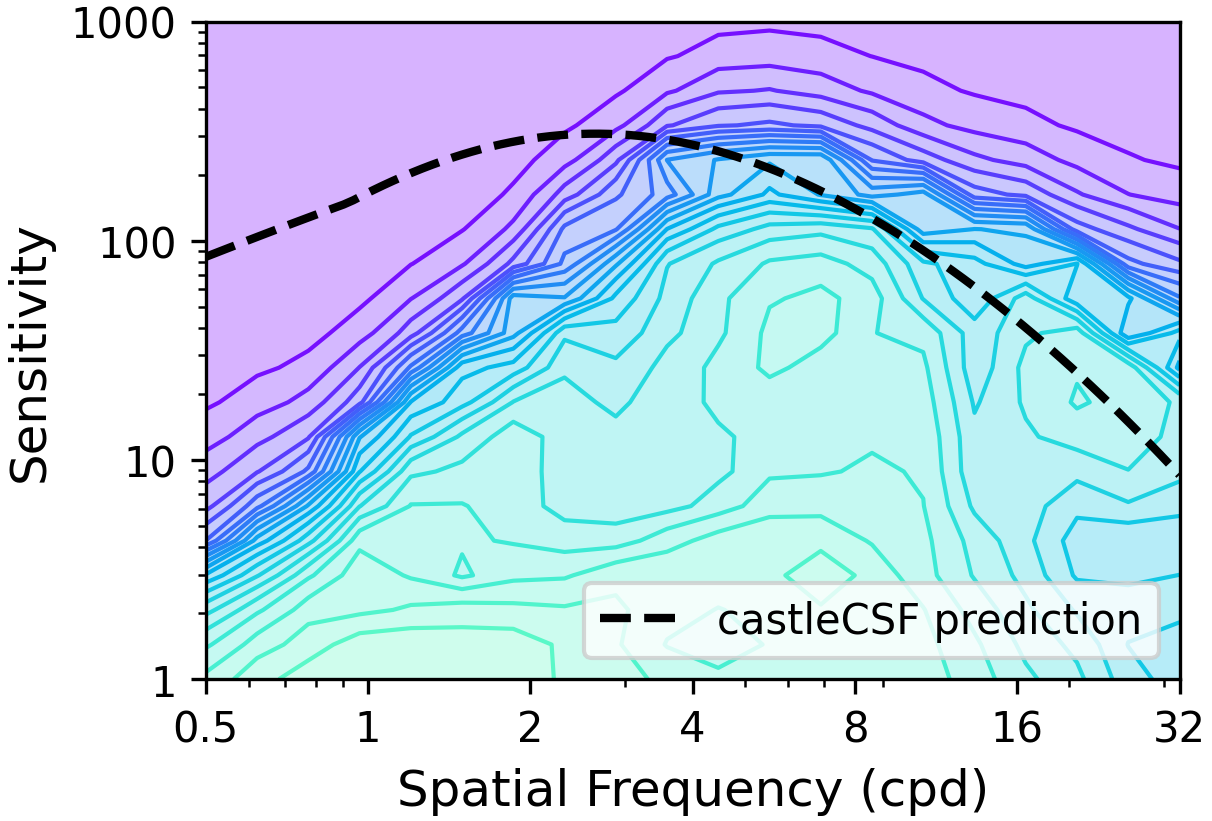 1000
100
10
1
Sensitivity
castleCSF prediction
0.5 1 2 4 8 16 32
Spatial Frequency (cpd)